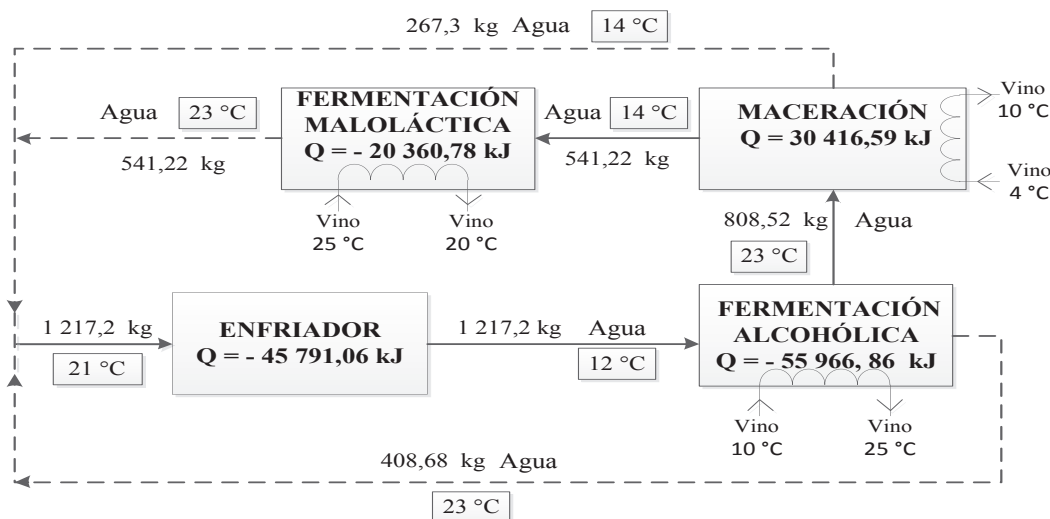 267,3 kg Agua 14 °C
Agua 23 °C
541,22 kg
FERMENTACIÓN
MALOLÁCTICA
Q = - 20 360,78 kJ
Vino
25 °C
Vino
20 °C
Agua 14 °C
541,22 kg
MACERACIÓN
Q = 30 416,59 kJ
Vino
10 °C
Vino
4 °C
808,52 kg Agua
23 °C
1 217,2 kg
21 °C
ENFRIADOR
Q = - 45 791,06 kJ
1 217,2 kg Agua
12 °C
FERMENTACIÓN
ALCOHÓLICA
Q = - 55 966, 86 kJ
Vino
10 °C
Vino
25 °C
408,68 kg Agua
23 °C